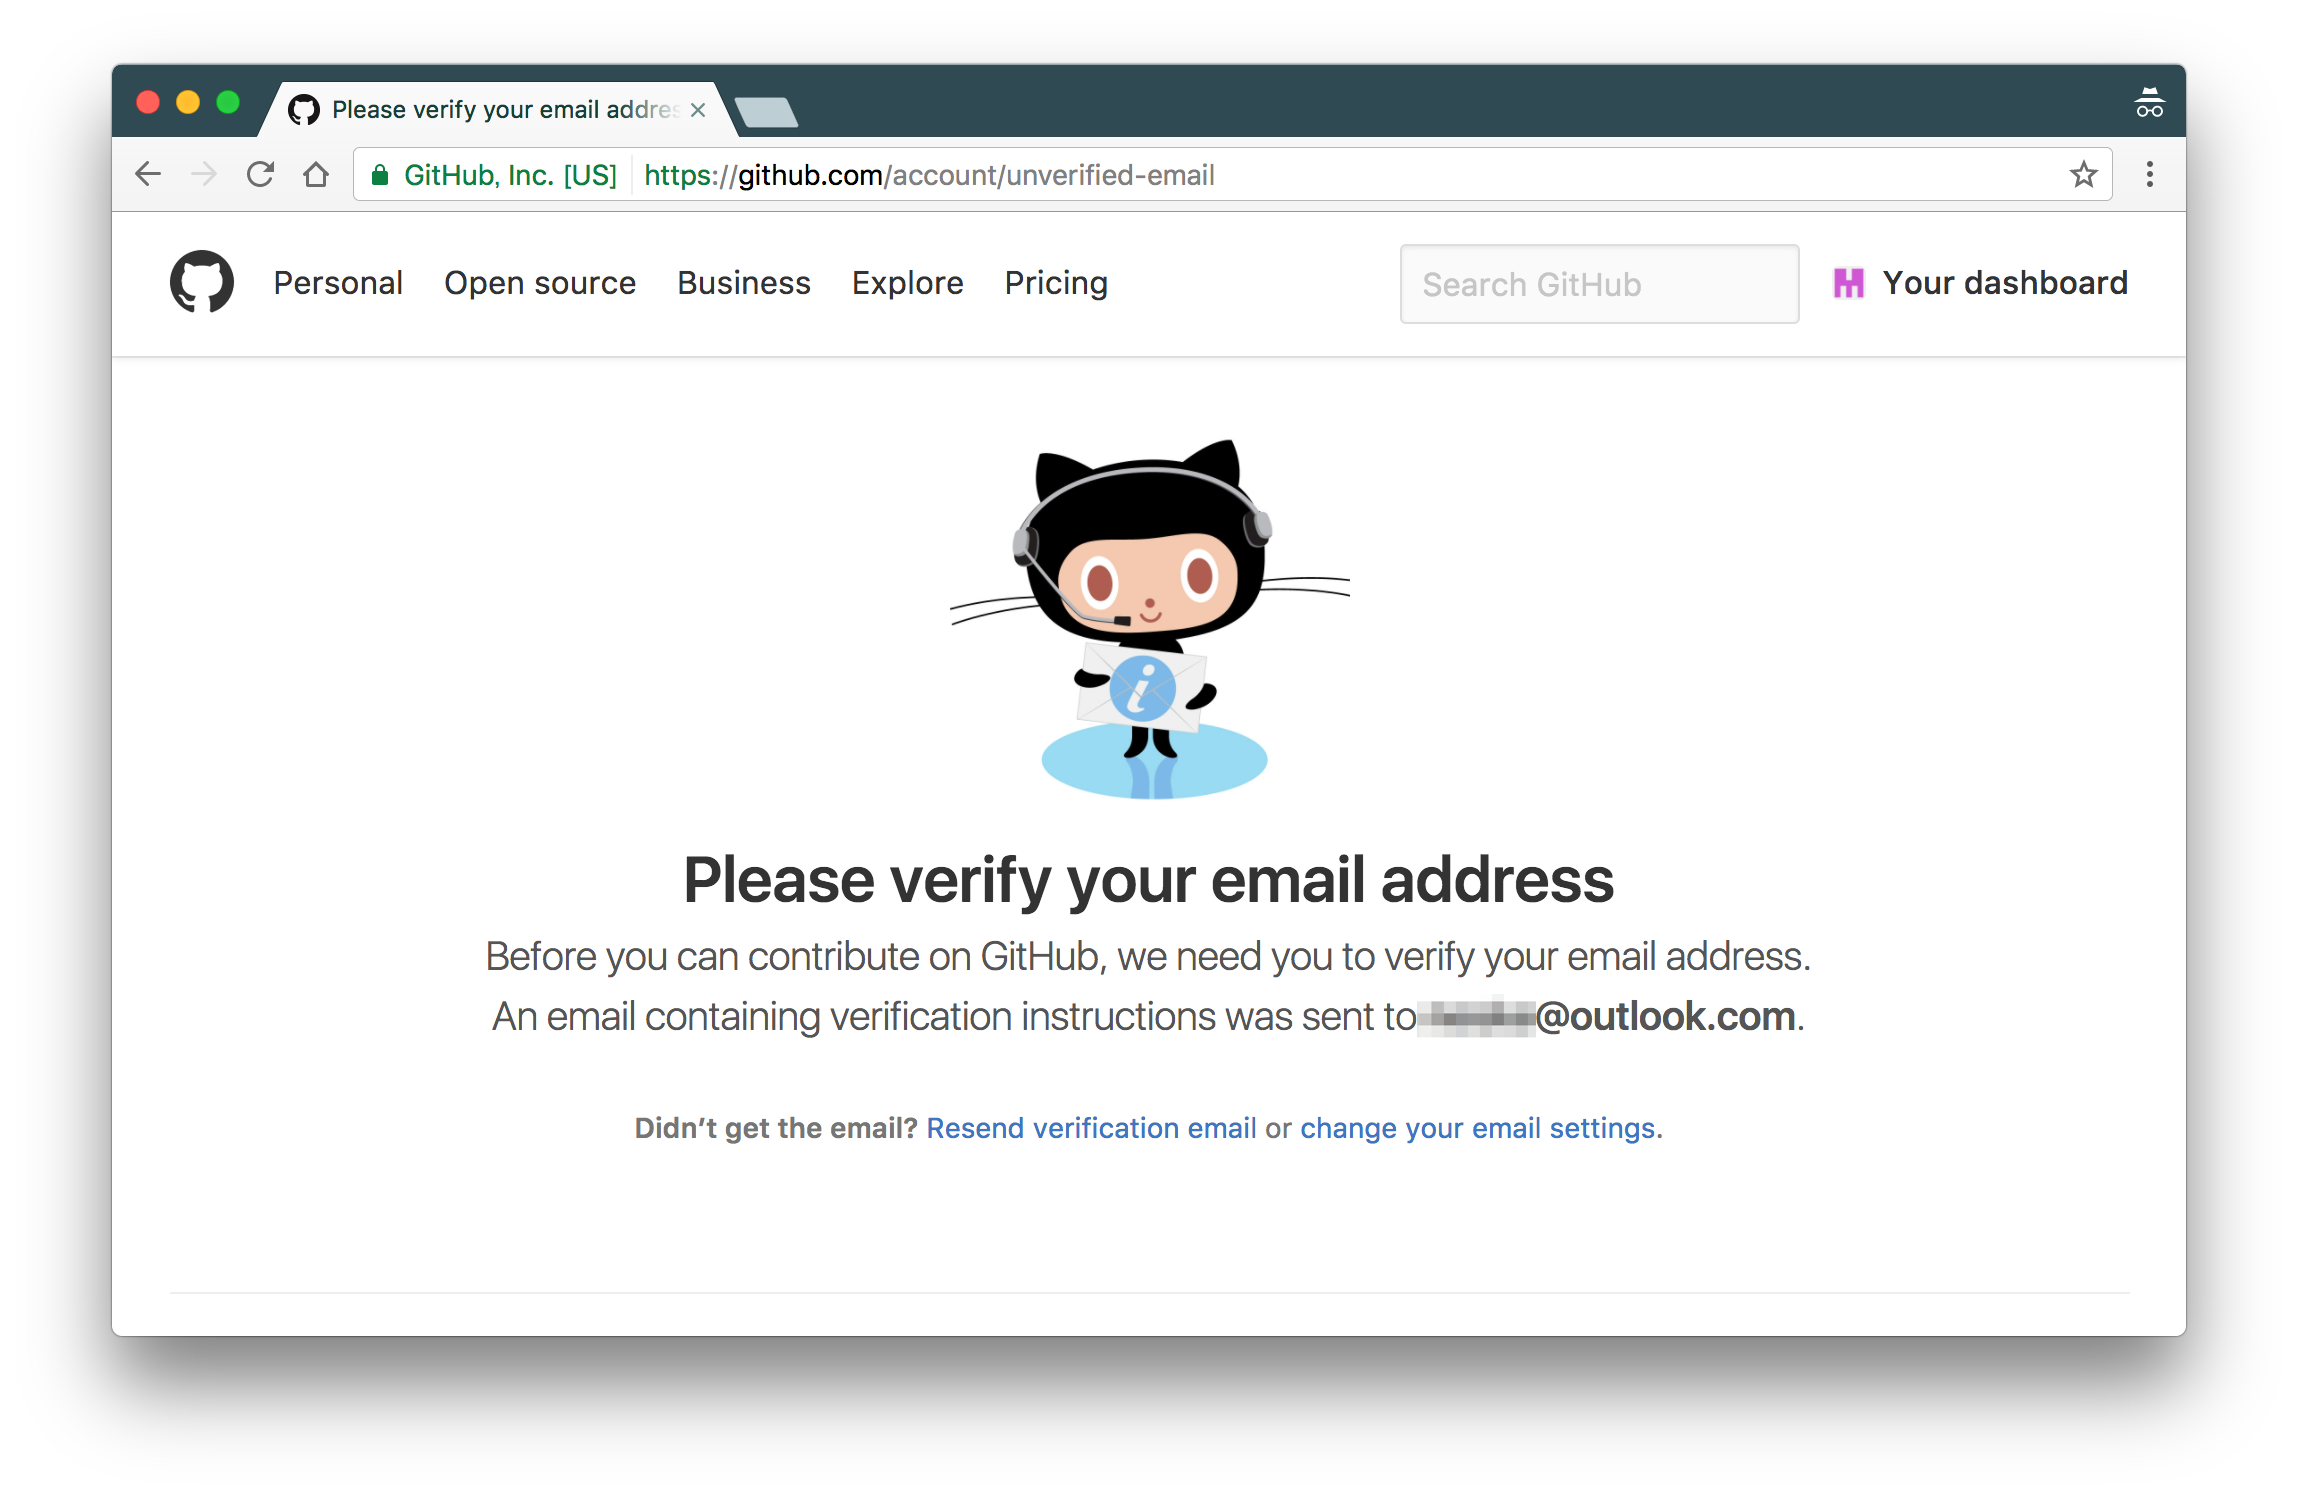 Please verify your email addres
GitHub, Inc. [US] https://github.com/account/unverified-email
Personal Open source Business Explore Pricing Search GitHub Your dashboard
i
Please verify your email address
Before you can contribute on GitHub, we need you to verify your email address.
An email containing verification instructions was sent to @outlook.com.
Didn’t get the email? Resend verification email or change your email settings.